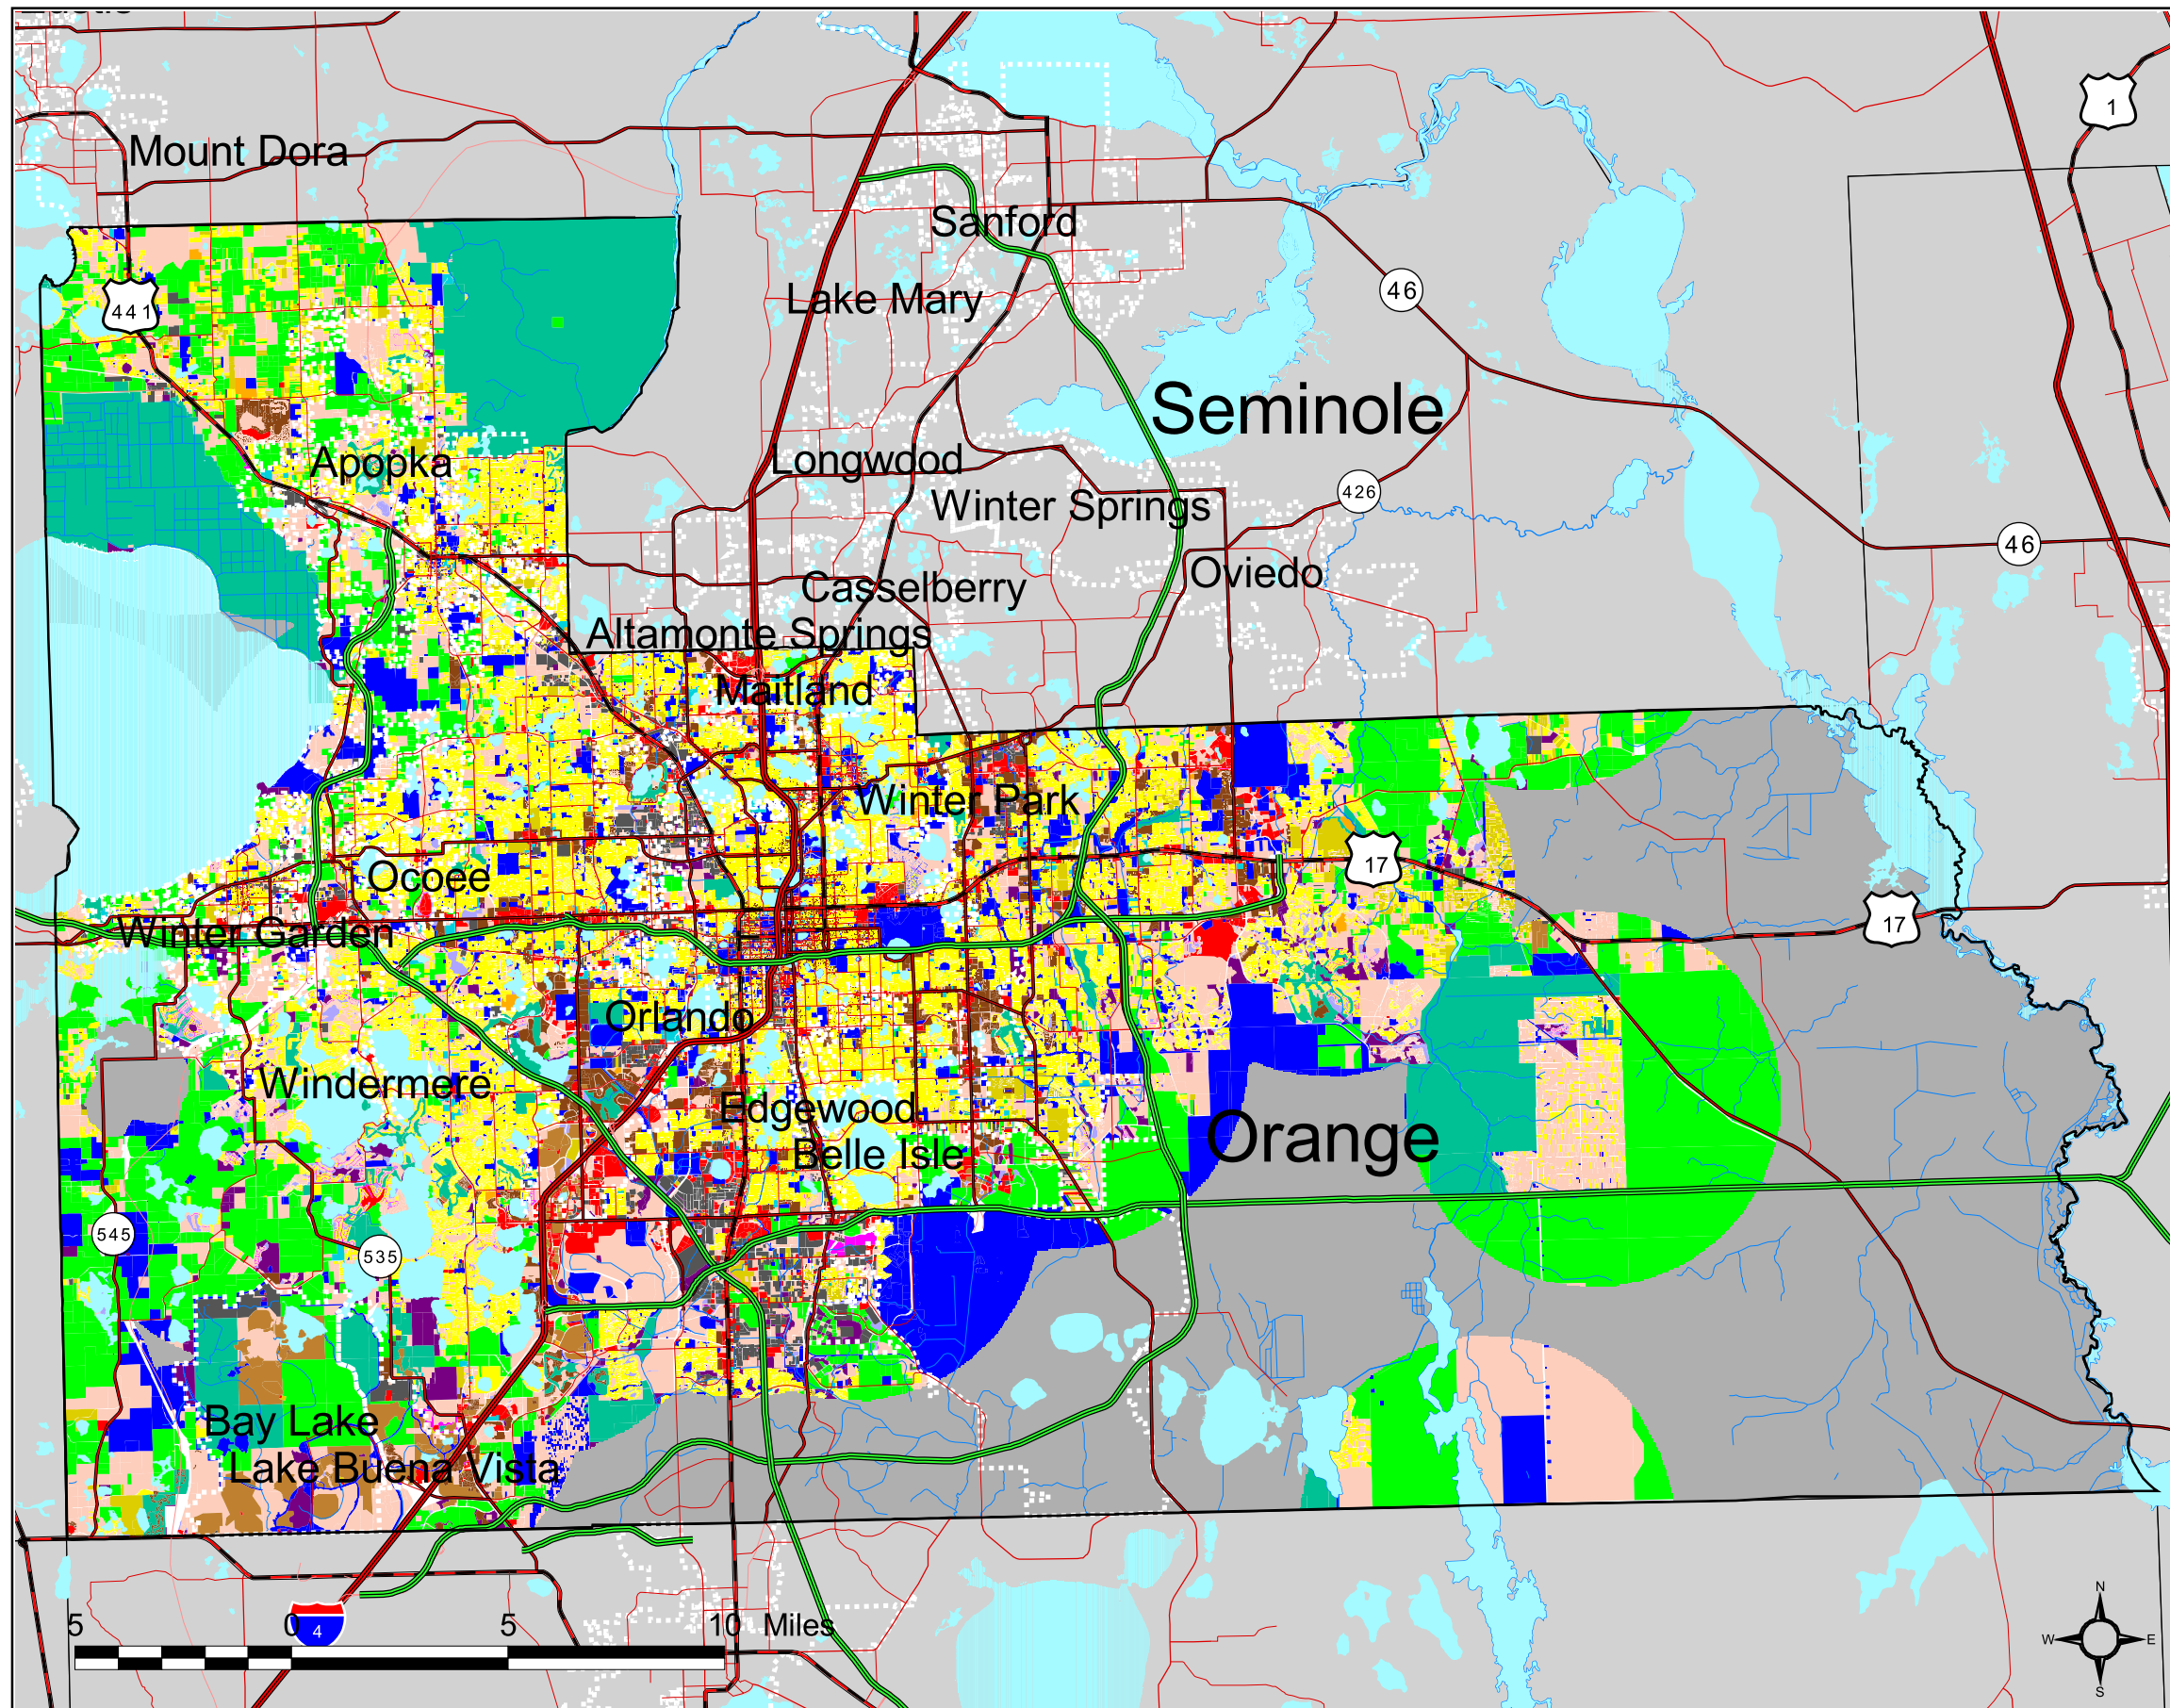 Mount Dora
1
Sanford
46
Lake Mary
441
Seminole
Apopka
Longwood
426
Winter Springs
46
Oviedo
Casselberry
Altamonte Springs
Maitland
Winter Park
17
Ocoee
17
Winter Garden
Orlando
Windermere
Edgewood
Orange
Belle Isle
545
535
Bay Lake
Lake Buena Vista
N
5 0 5 10 Miles
4
W E
S